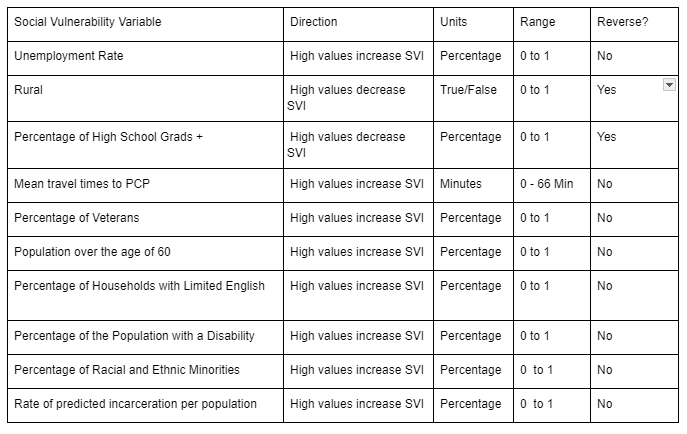 Social Vulnerability Variable Direction Units Range Reverse?
Unemployment Rate High values increase SVI Percentage 0 to 1 No
Rural High values decrease SVI True/False 0 to 1 Yes
Percentage of High School Grads + High values decrease SVI Percentage 0 to 1 Yes
Mean travel times to PCP High values increase SVI Minutes 0 - 66 Min No
Percentage of Veterans High values increase SVI Percentage 0 to 1 No
Population over the age of 60 High values increase SVI Percentage 0 to 1 No
Percentage of Households with Limited English High values increase SVI Percentage 0 to 1 No
Percentage of the Population with a Disability High values increase SVI Percentage 0 to 1 No
Percentage of Racial and Ethnic Minorities High values increase SVI Percentage 0 to 1 No
Rate of predicted incarceration per population High values increase SVI Percentage 0 to 1 No